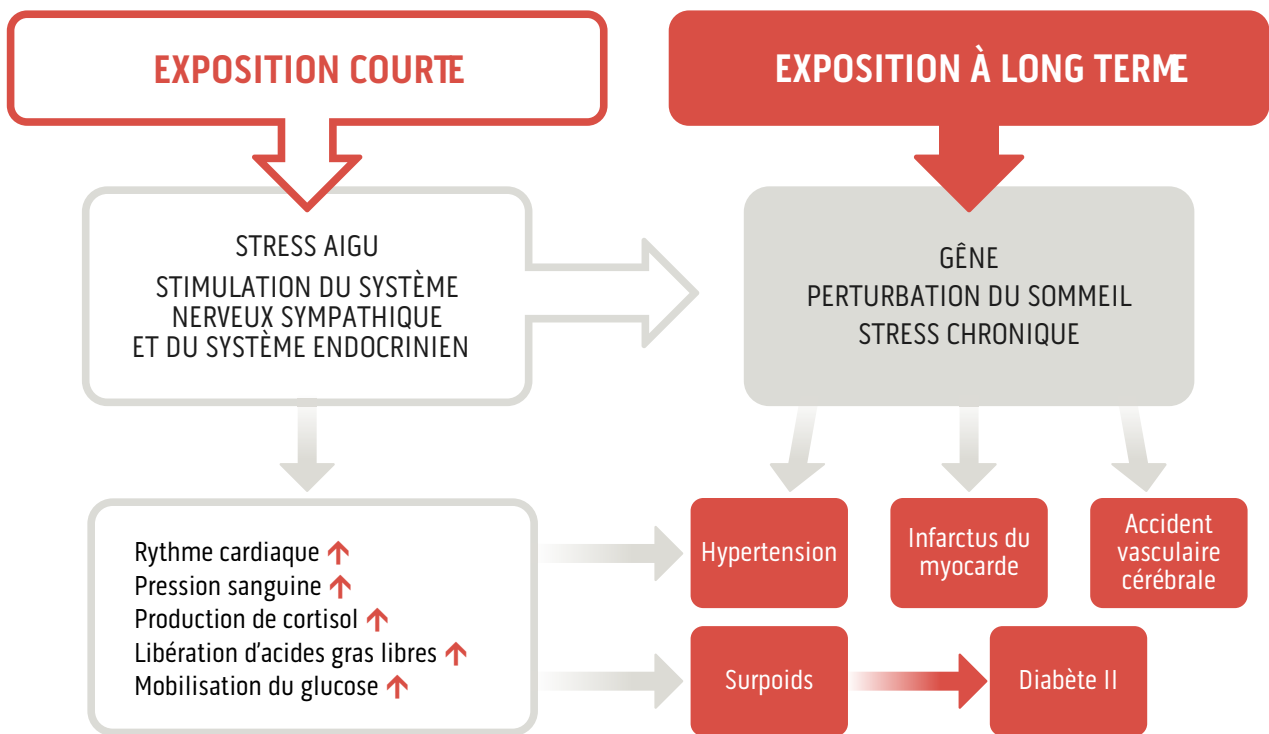 EXPOSITION COURTE
EXPOSITION À LONG TERME
STRESS AIGU
STIMULATION DU SYSTÈME
NERVEUX SYMPATHIQUE
ET DU SYSTÈME ENDOCRINIEN
GÊNE
PERTURBATION DU SOMMEIL
STRESS CHRONIQUE
Rythme cardiaque ↑
Pression sanguine ↑
Production de cortisol ↑
Libération d'acides gras libres ↑
Mobilisation du glucose ↑
Hypertension
Infarctus du
myocarde
Accident
vasculaire
cérébrale
Surpoids
Diabète II